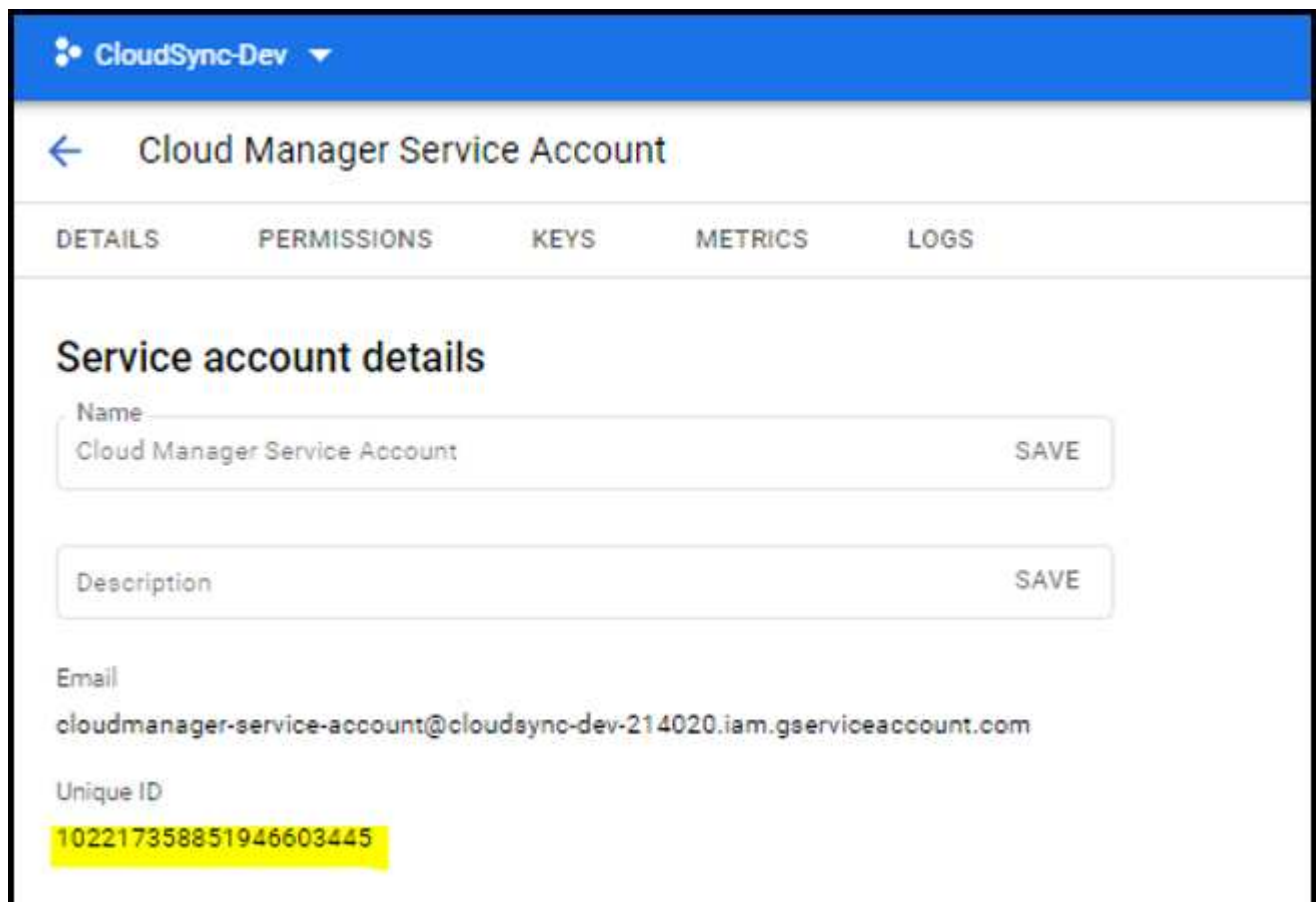 CloudSync-Dev
Cloud Manager Service Account
DETAILS PERMISSIONS KEYS METRICS LOGS
Service account details
Name
Cloud Manager Service Account SAVE
Description SAVE
Email
cloudmanager-service-account@cloudsync-dev-214020.iam.gserviceaccount.com
Unique ID
102217358851946603445